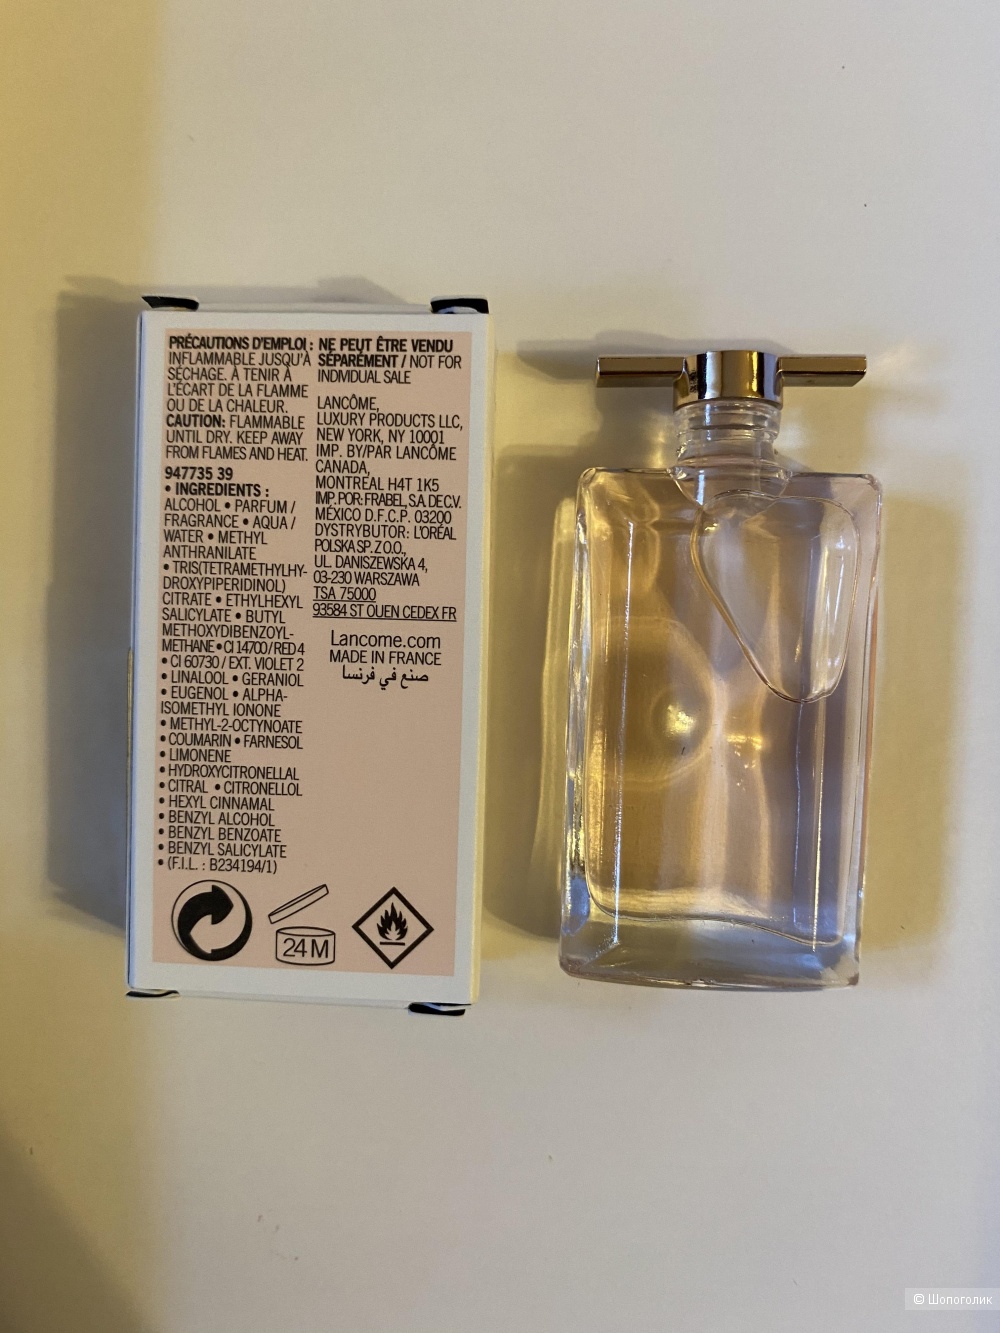 PRÉCAUTIONS D'EMPLOI :
INFLAMMABLE JUSQU'À
SÉCHAGE. À TENIR À
L'ÉCART DE LA FLAMME
OU DE LA CHALEUR.
CAUTION: FLAMMABLE
UNTIL DRY. KEEP AWAY
FROM FLAMES AND HEAT.
947735 39
• INGREDIENTS :
ALCOHOL • PARFUM /
FRAGRANCE • AQUA /
WATER • METHYL
ANTHRANILATE
• TRIS(TETRAMETHYLHY-
DROXYPIPERIDINOL)
CITRATE • ETHYLHEXYL
SALICYLATE • BUTYL
METHOXYDIBENZOYL-
METHANE • CI 14700 / RED 4
• CI 60730 / EXT. VIOLET 2
• LINALOOL • GERANIOL
• EUGENOL • ALPHA-
ISOMETHYL IONONE
• METHYL-2-OCTYNOATE
• COUMARIN • FARNESOL
• LIMONENE
• HYDROXYCITRONELLAL
• CITRAL • CITRONELLOL
• HEXYL CINNAMAL
• BENZYL ALCOHOL
• BENZYL BENZOATE
• BENZYL SALICYLATE
• (F.I.L. : B234194/1)
NE PEUT ÊTRE VENDU
SÉPARÉMENT / NOT FOR
INDIVIDUAL SALE
LANCÔME,
LUXURY PRODUCTS LLC,
NEW YORK, NY 10001
IMP. BY/PAR LANCÔME
CANADA,
MONTRÉAL H4T 1K5
IMP. POR: FRABEL, S.A. DE C.V.
MÉXICO D.F. C.P. 03200
DYSTRYBUTOR: L'ORÉAL
POLSKA SP. Z O.O.,
UL. DANISZEWSKA 4,
03-230 WARSZAWA
TSA 75000
93584 ST OUEN CEDEX FR
Lancome.com
MADE IN FRANCE
صنع في فرنسا
24 M
© Шопоголик